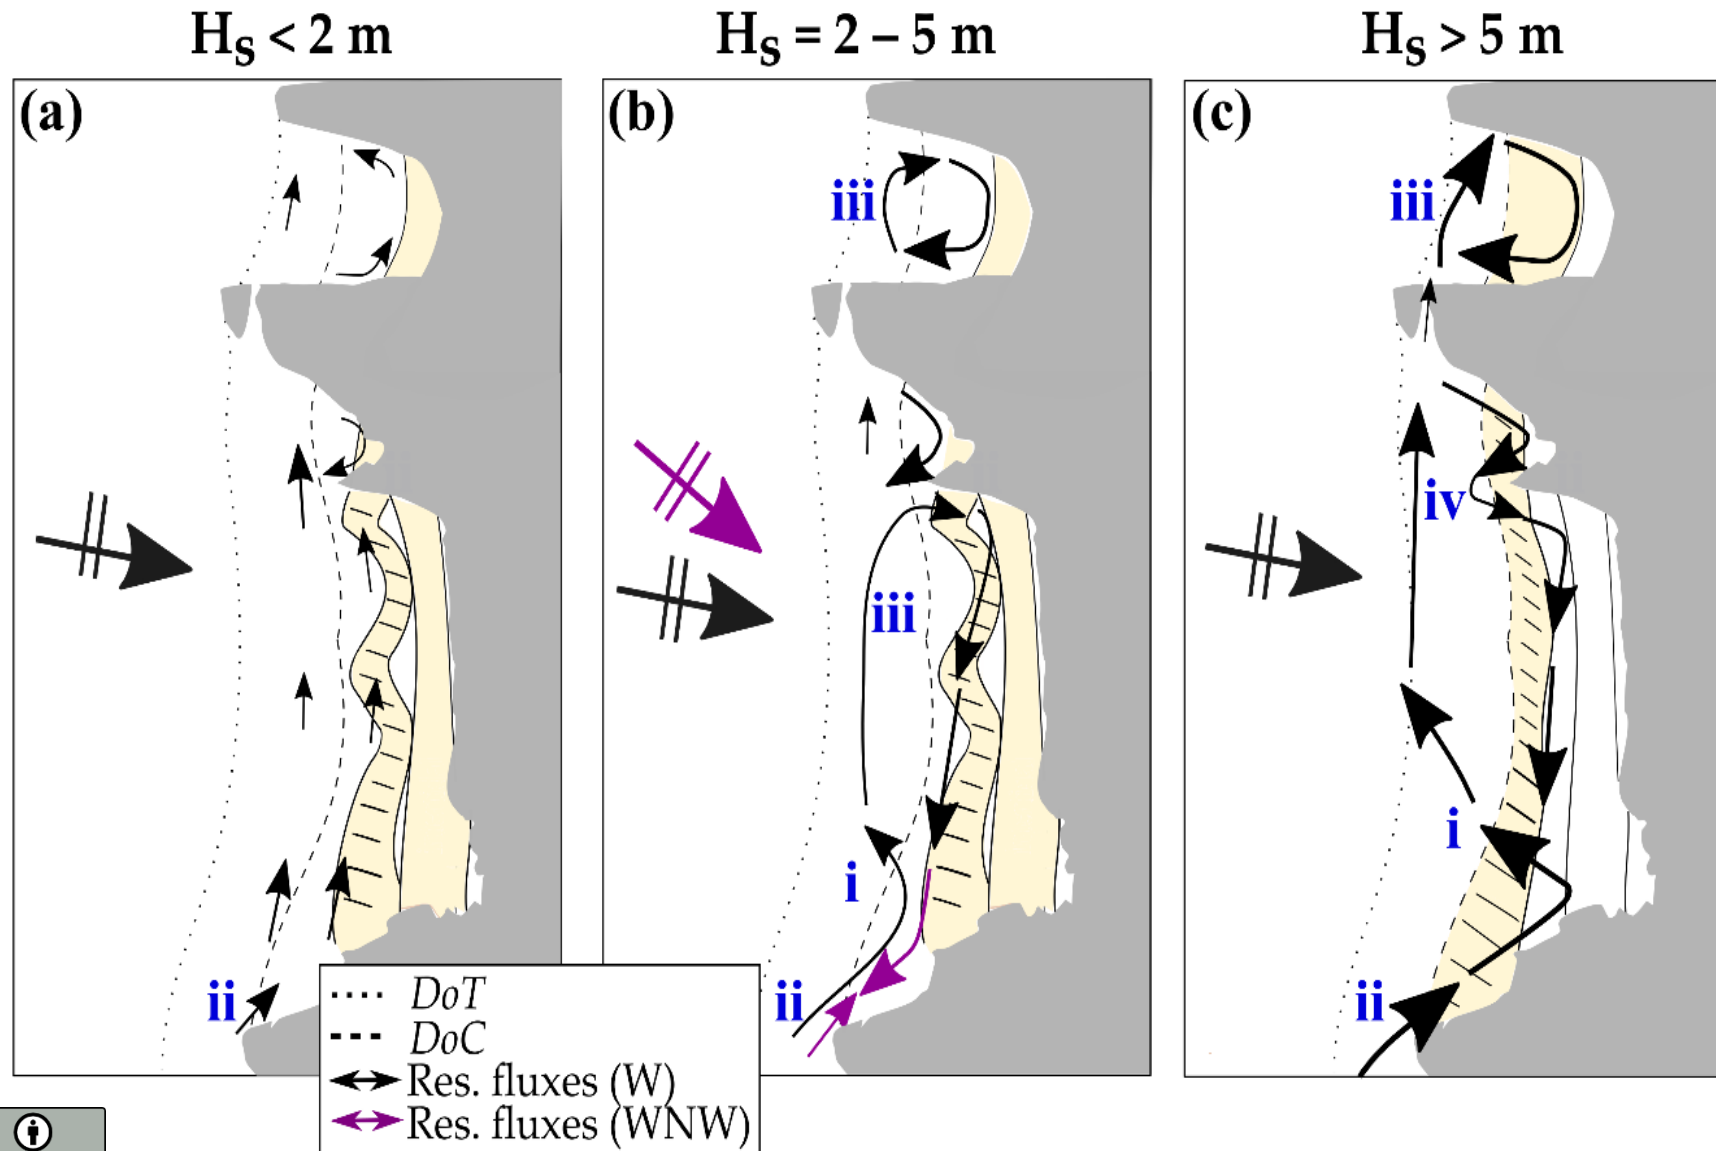 Hs < 2 m
Hs = 2 – 5 m
Hs > 5 m
(a)
(b)
(c)
iii
iii
iv
iii
i
i
ii
ii
ii
DoT
DoC
Res. fluxes (W)
Res. fluxes (WNW)